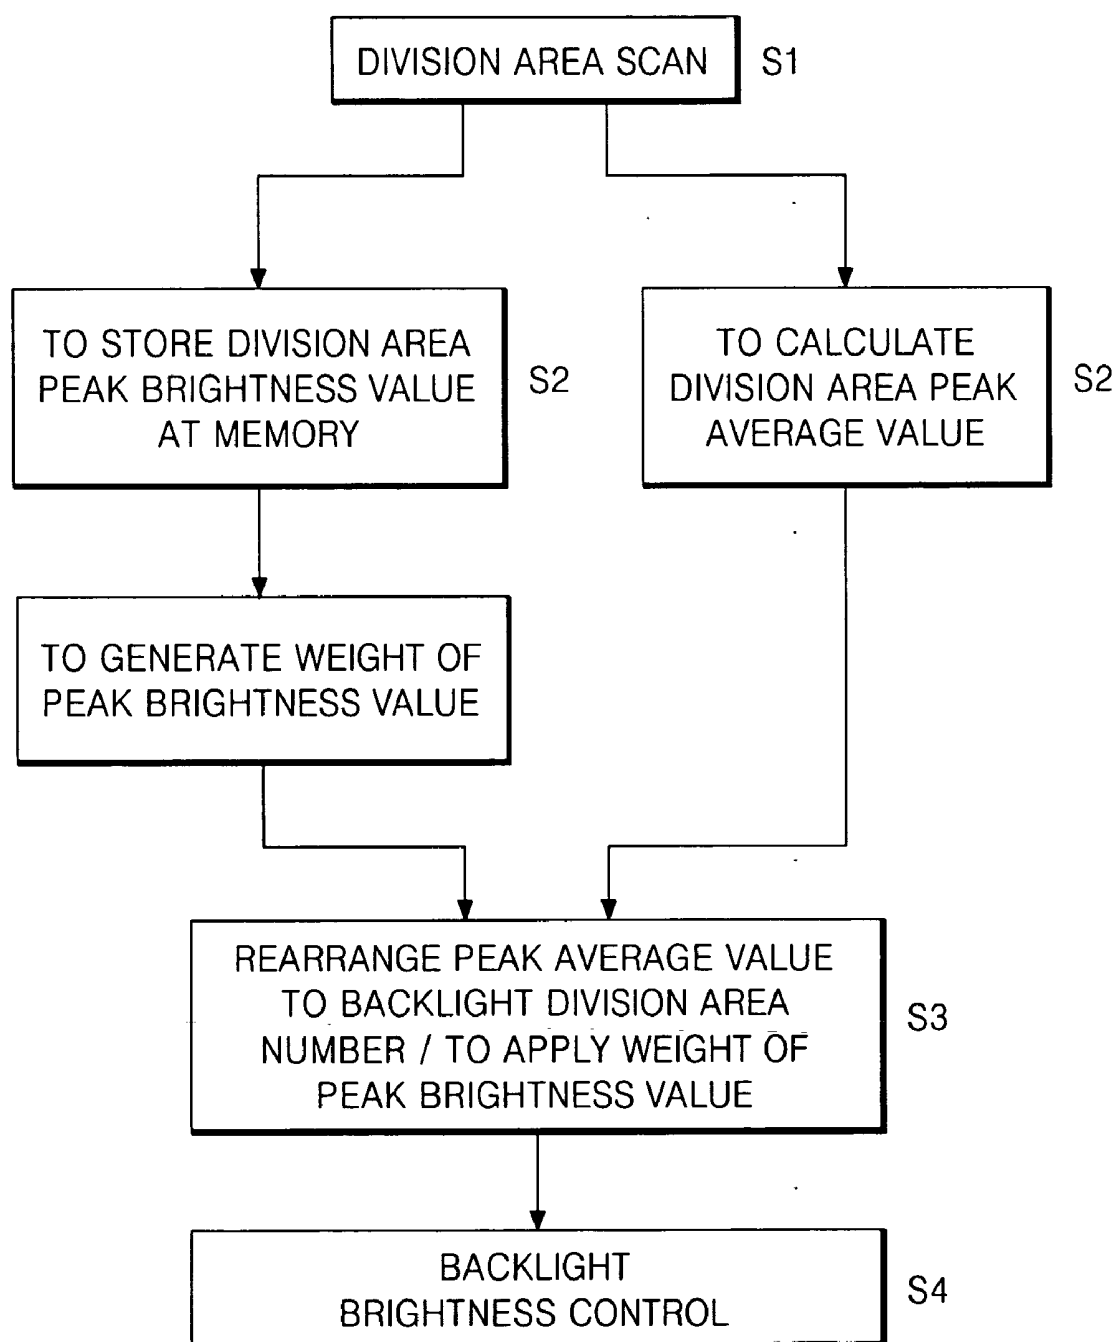 DIVISION AREA SCAN
S1
TO STORE DIVISION AREA
PEAK BRIGHTNESS VALUE
AT MEMORY
S2
TO CALCULATE
DIVISION AREA PEAK
AVERAGE VALUE
S2
TO GENERATE WEIGHT OF
PEAK BRIGHTNESS VALUE
REARRANGE PEAK AVERAGE VALUE
TO BACKLIGHT DIVISION AREA
NUMBER / TO APPLY WEIGHT OF
PEAK BRIGHTNESS VALUE
S3
BACKLIGHT
BRIGHTNESS CONTROL
S4